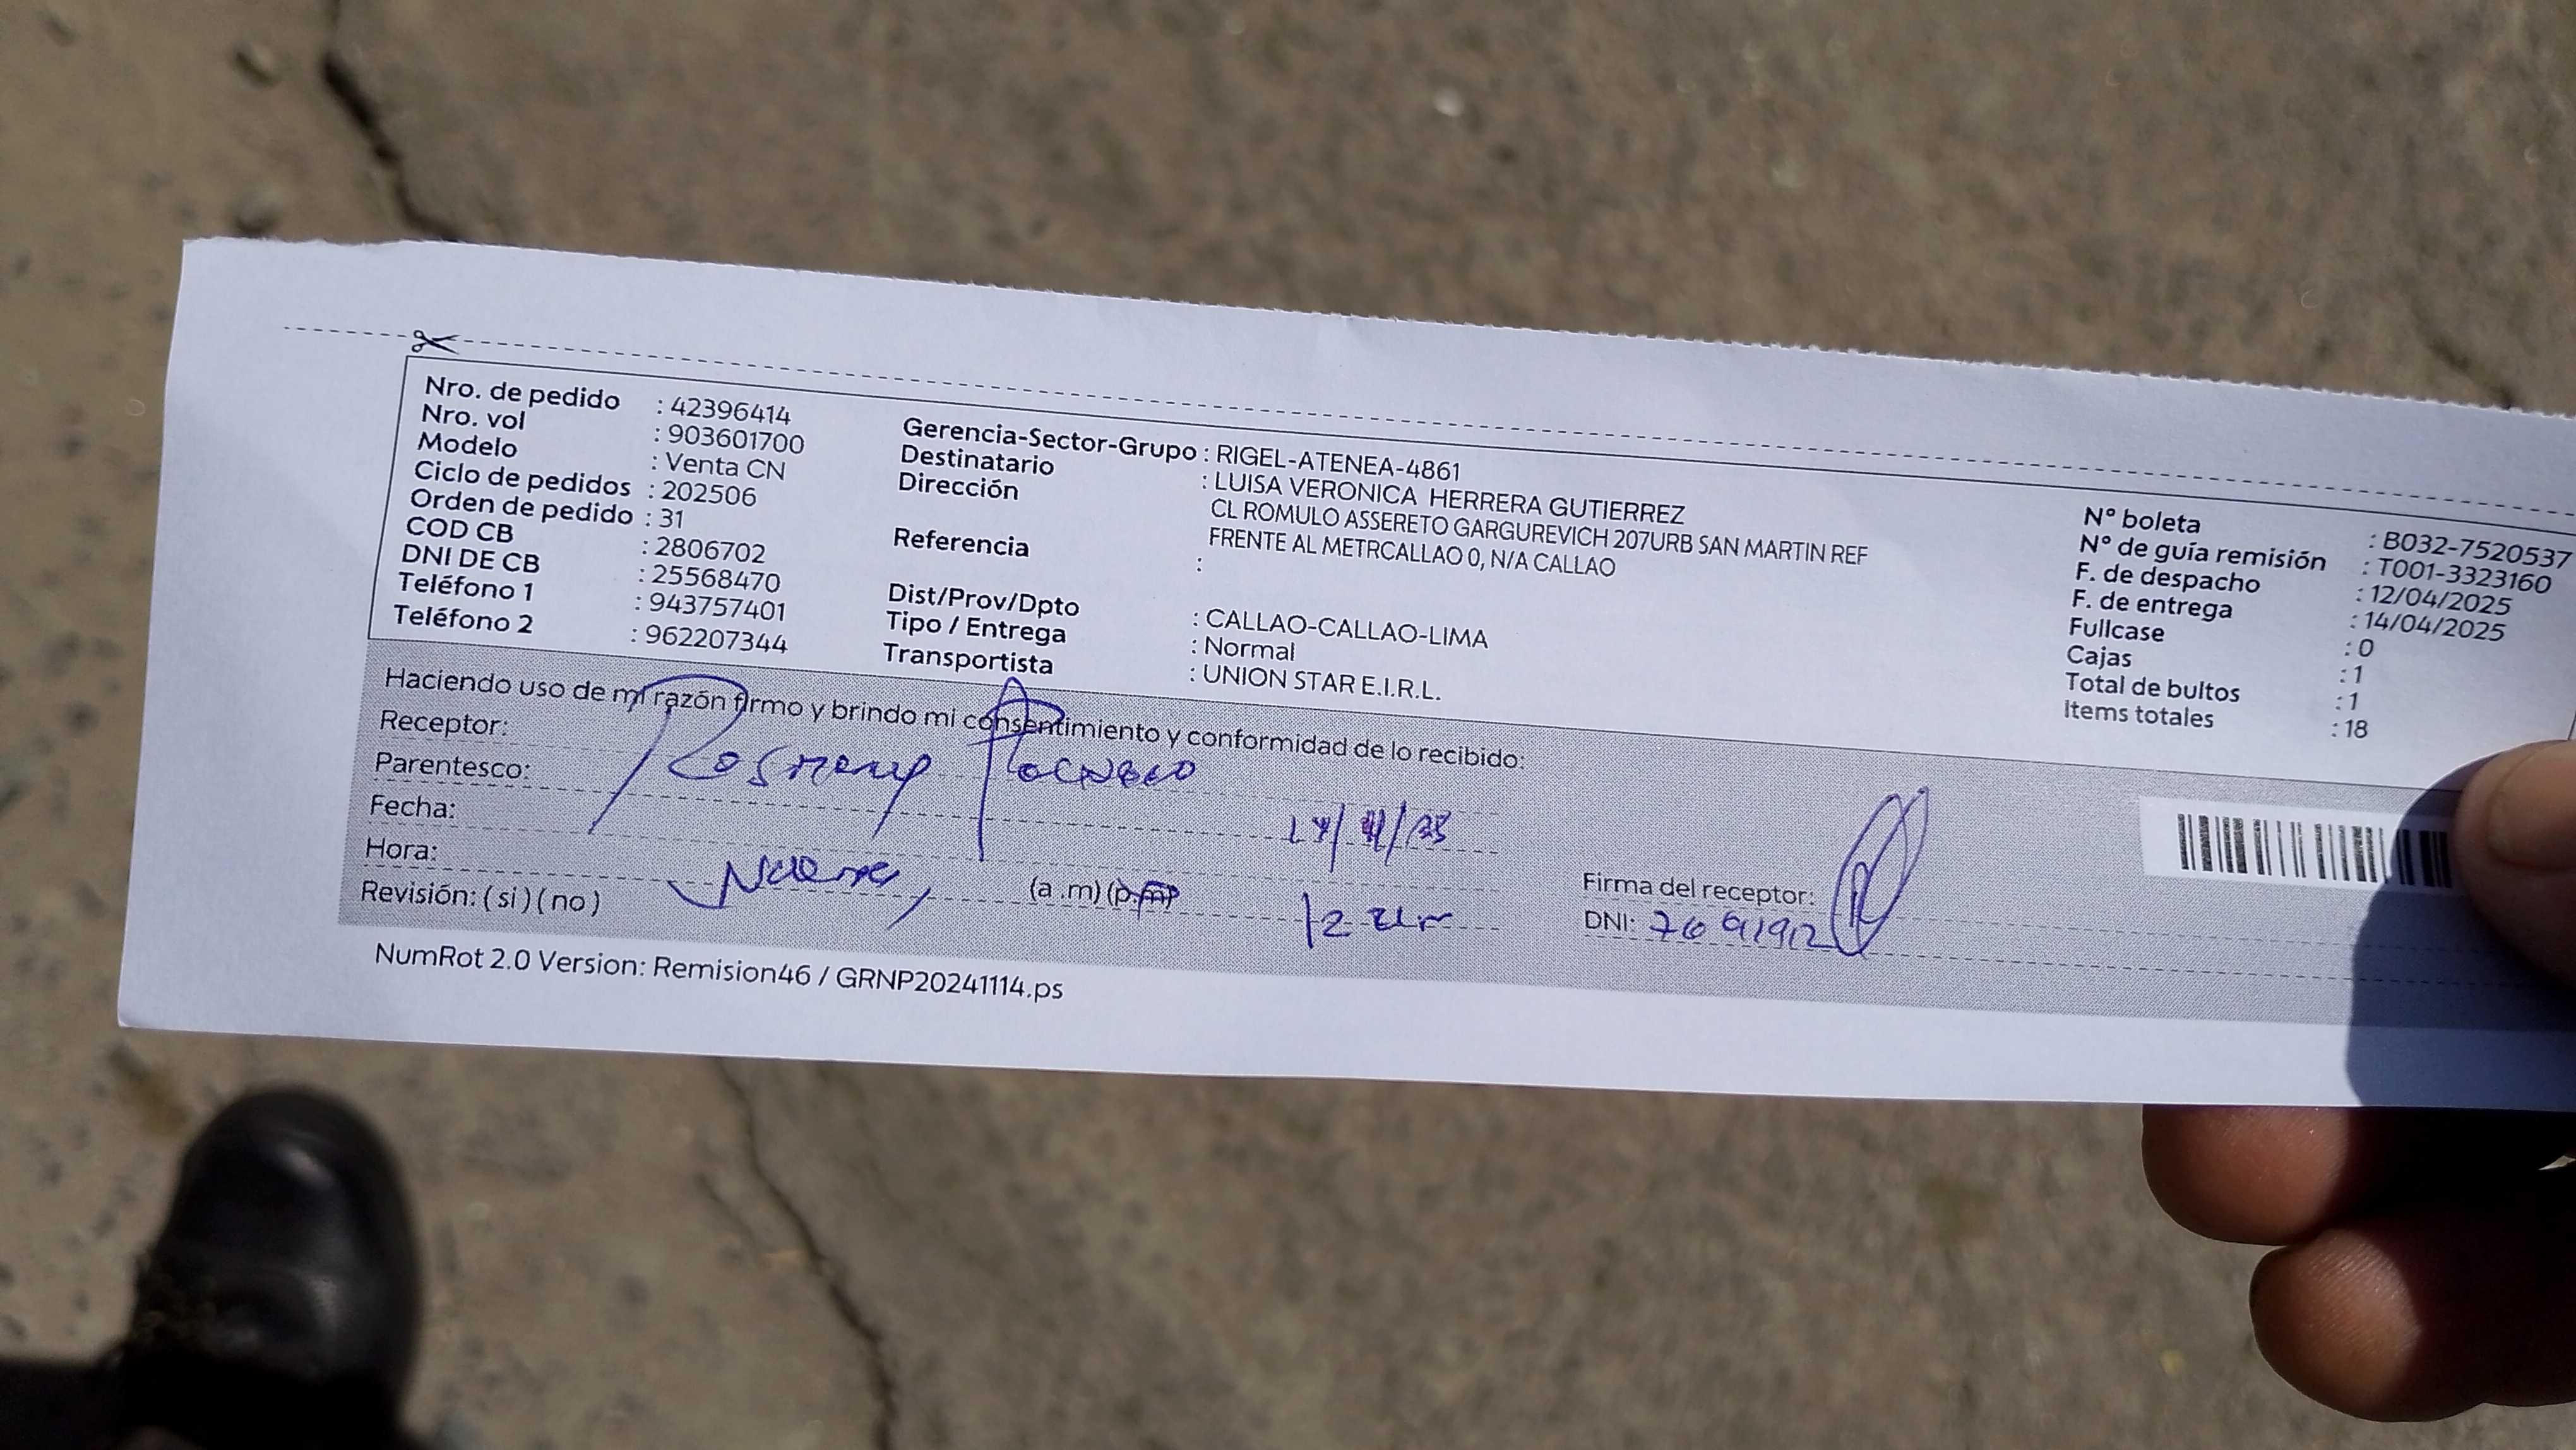 Nro. de pedido : 42396414
Nro. vol : 903601700
Modelo : Venta CN
Ciclo de pedidos : 202506
Orden de pedido : 31
COD CB : 2806702
DNI DE CB : 25568470
Teléfono 1 : 943757401
Teléfono 2 : 962207344
Gerencia-Sector-Grupo : RIGEL-ATENEA-4861
Destinatario : LUISA VERONICA HERRERA GUTIERREZ
Dirección CL ROMULO ASSERETO GARGUREVICH 207URB SAN MARTIN REF
FRENTE AL METRCALLAO 0, N/A CALLAO
Referencia :
Dist/Prov/Dpto : CALLAO-CALLAO-LIMA
Tipo / Entrega : Normal
Transportista : UNION STAR E.I.R.L.
N° boleta : B032-7520537
N° de guía remisión : T001-3323160
F. de despacho : 12/04/2025
F. de entrega : 14/04/2025
Fullcase : 0
Cajas : 1
Total de bultos : 1
Items totales : 18
Haciendo uso de mi razón firmo y brindo mi consentimiento y conformidad de lo recibido:
Receptor:
Parentesco:
Fecha:
Hora: (a.m) (p.m)
Revisión: ( si ) ( no )
Firma del receptor:
DNI:
NumRot 2.0 Version: Remision46 / GRNP20241114.ps